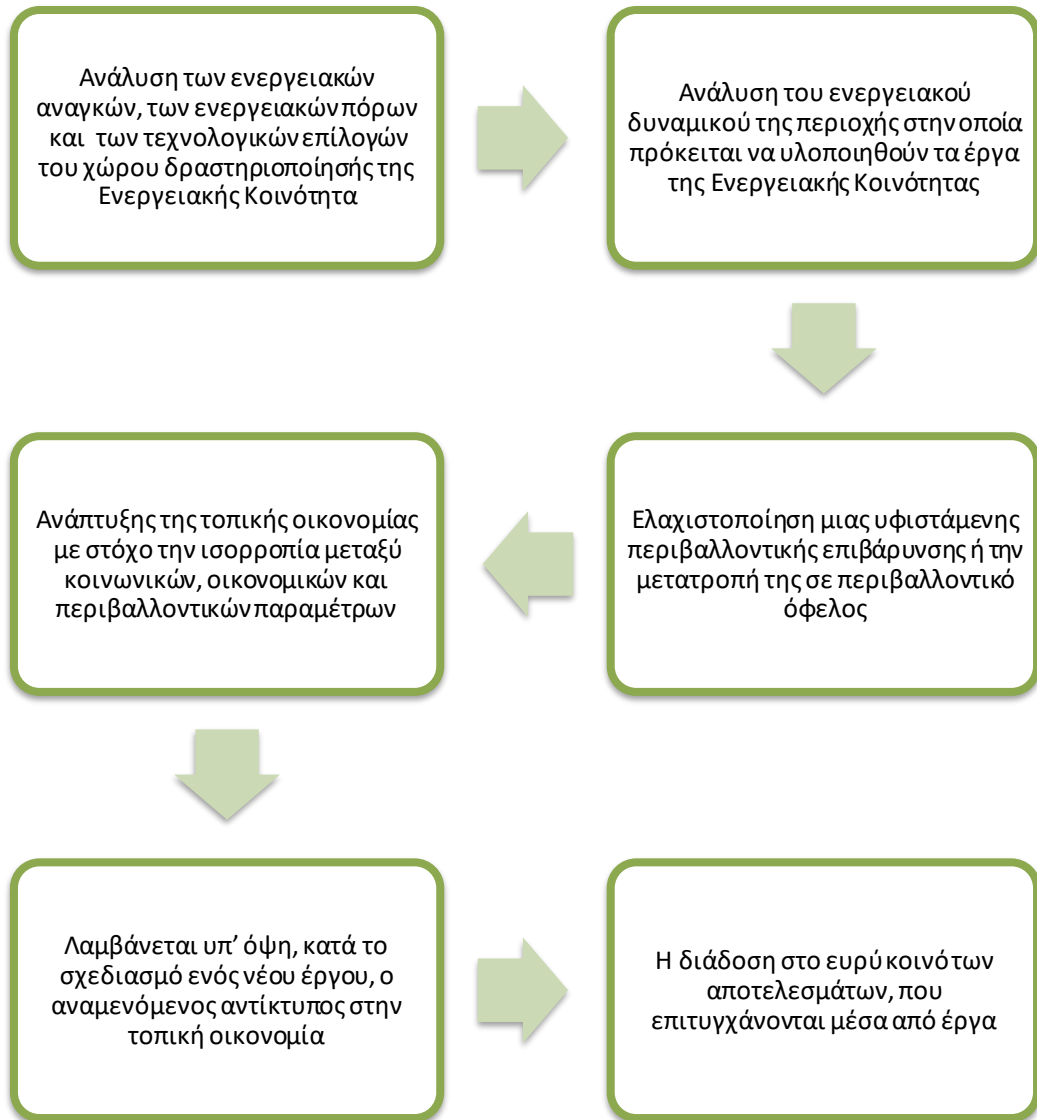 Ανάλυση των ενεργειακών
αναγκών, των ενεργειακών πόρων
και των τεχνολογικών επίλογών
του χώρου δραστηριοποίησής της
Ενεργειακής Κοινότητα
Ανάλυση του ενεργειακού
δυναμικού της περιοχής στην οποία
πρόκειται να υλοποιηθούν τα έργα
της Ενεργειακής Κοινότητας
Ελαχιστοποίηση μιας υφιστάμενης
περιβαλλοντικής επιβάρυνσης ή την
μετατροπή της σε περιβαλλοντικό
όφελος
Ανάπτυξης της τοπικής οικονομίας
με στόχο την ισορροπία μεταξύ
κοινωνικών, οικονομικών και
περιβαλλοντικών παραμέτρων
Λαμβάνεται υπ’ όψη, κατά το
σχεδιασμό ενός νέου έργου, ο
αναμενόμενος αντίκτυπος στην
τοπική οικονομία
Η διάδοση στο ευρύ κοινό των
αποτελεσμάτων, που
επιτυγχάνονται μέσα από έργα